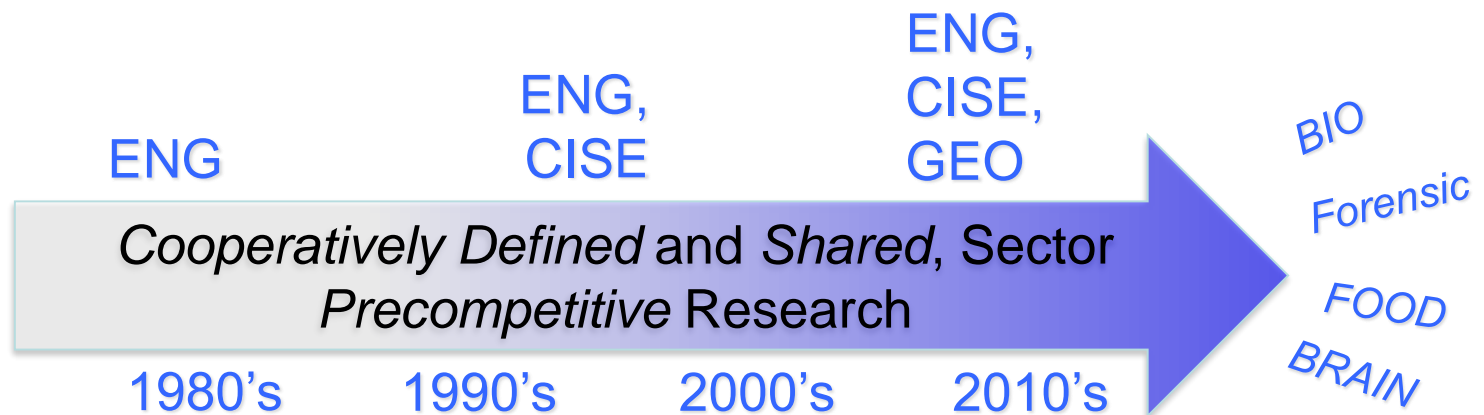 ENG
ENG,
CISE
ENG,
CISE,
GEO
BIO
Forensic
FOOD
BRAIN
Cooperatively Defined and Shared, Sector
Precompetitive Research
1980’s 1990’s 2000’s 2010’s